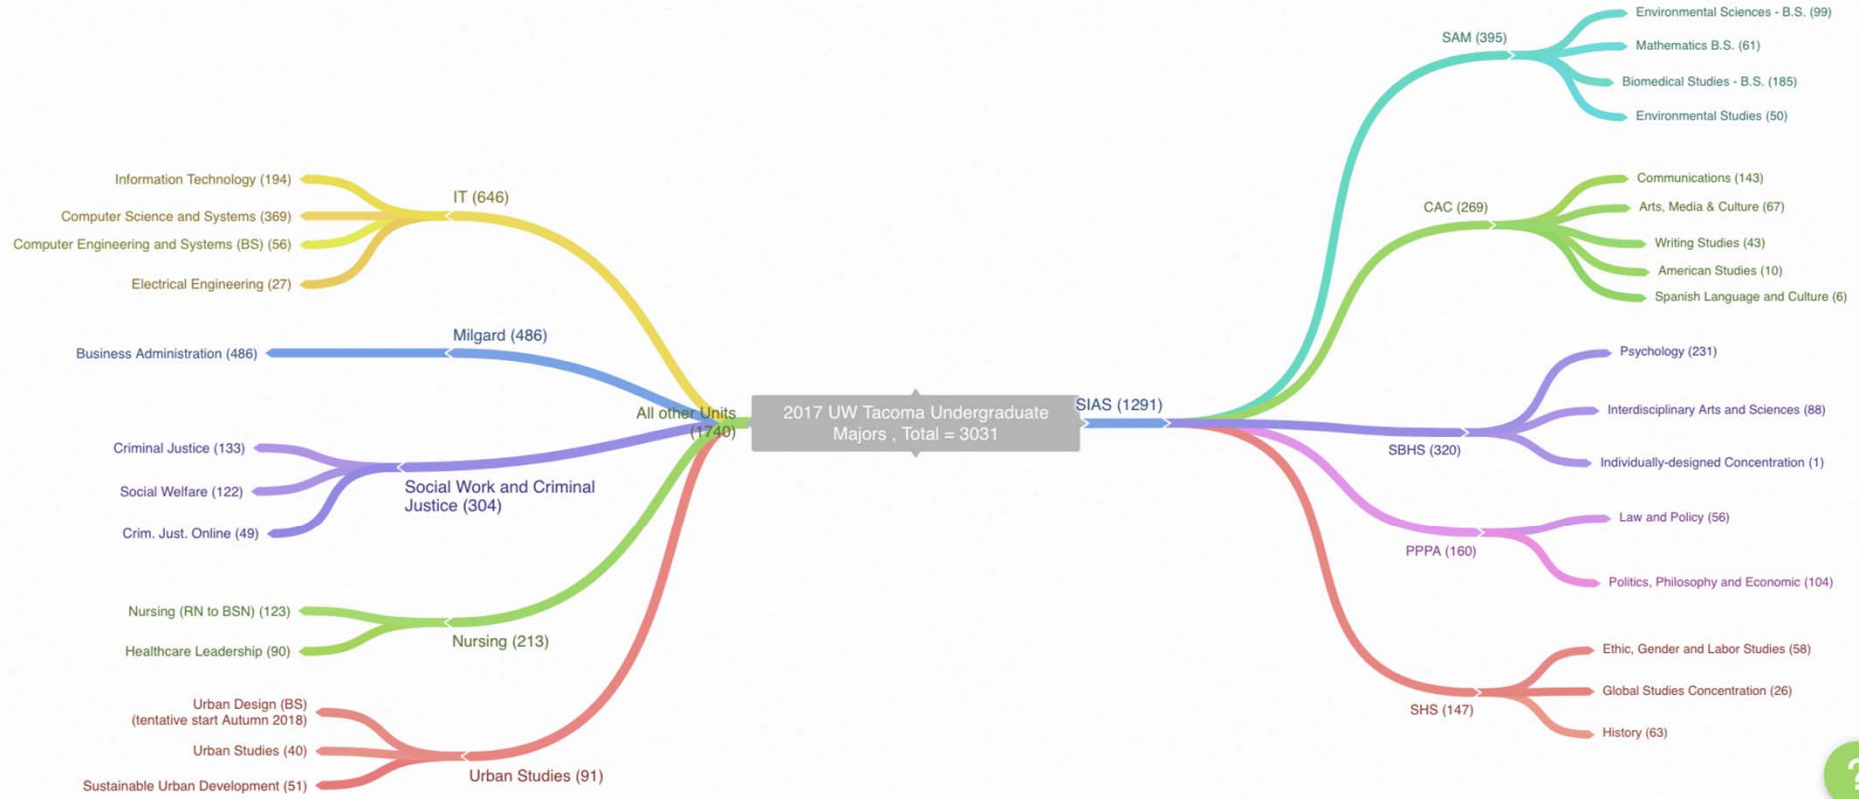 2017 UW Tacoma Undergraduate
Majors , Total = 3031
All other Units
(1740)
IT (646)
Information Technology (194)
Computer Science and Systems (369)
Computer Engineering and Systems (BS) (56)
Electrical Engineering (27)
Milgard (486)
Business Administration (486)
Social Work and Criminal
Justice (304)
Criminal Justice (133)
Social Welfare (122)
Crim. Just. Online (49)
Nursing (213)
Nursing (RN to BSN) (123)
Healthcare Leadership (90)
Urban Studies (91)
Urban Design (BS)
(tentative start Autumn 2018)
Urban Studies (40)
Sustainable Urban Development (51)
SIAS (1291)
SAM (395)
Environmental Sciences - B.S. (99)
Mathematics B.S. (61)
Biomedical Studies - B.S. (185)
Environmental Studies (50)
CAC (269)
Communications (143)
Arts, Media & Culture (67)
Writing Studies (43)
American Studies (10)
Spanish Language and Culture (6)
SBHS (320)
Psychology (231)
Interdisciplinary Arts and Sciences (88)
Individually-designed Concentration (1)
PPPA (160)
Law and Policy (56)
Politics, Philosophy and Economic (104)
SHS (147)
Ethic, Gender and Labor Studies (58)
Global Studies Concentration (26)
History (63)
?